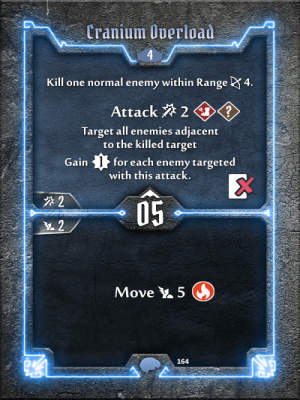 Cranium Overload
4
Kill one normal enemy within Range 4.
Attack 2 ?
Target all enemies adjacent
to the killed target
Gain 1 for each enemy targeted
with this attack.
2
05
2
Move 5
164